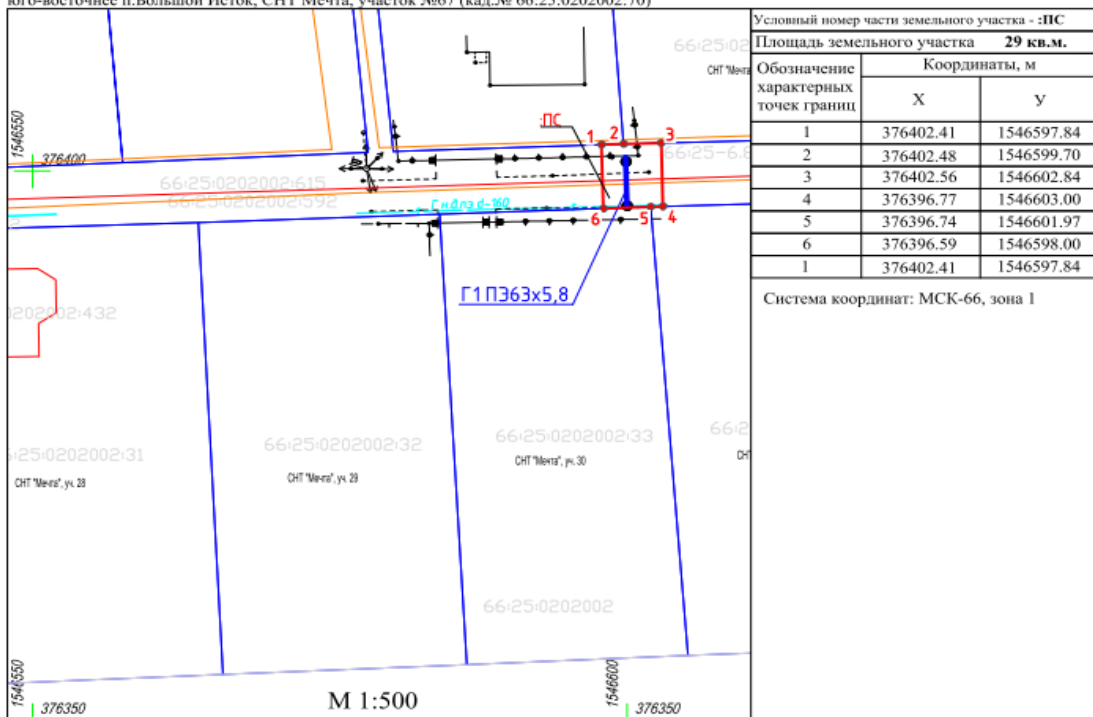 юго-восточнее п.Большой Исток, СНТ Мечта, участок №67 (кад.№ 66:25:0202002:70)
Условный номер части земельного участка - :ПС
Площадь земельного участка 29 кв.м.
Обозначение характерных точек границ
Координаты, м
X У
1 376402.41 1546597.84
2 376402.48 1546599.70
3 376402.56 1546602.84
4 376396.77 1546603.00
5 376396.74 1546601.97
6 376396.59 1546598.00
1 376402.41 1546597.84
Система координат: МСК-66, зона 1
66:25:02
СНТ "Мечта
1546550
376400
:ПС
1 2 3
66:25-6.8
66:25:0202002:615
66:25:0202002:592
6 5 4
Г1 ПЭ63х5,8
0202002:432
66:25:0202002:33
66:2
66:25:0202002:32
:25:0202002:31
СНТ "Мечта", уч. 30
СНТ "Мечта", уч. 29
СНТ "Мечта", уч. 28
66:25:0202002
1546550
376350
М 1:500
1546600
376350